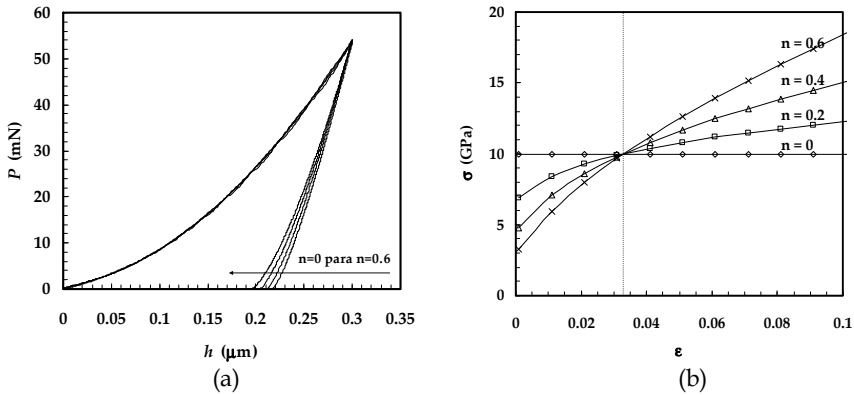 60
50
40
30
20
10
0
P (mN)
n=0 para n=0.6
0 0.05 0.1 0.15 0.2 0.25 0.3 0.35
h (μm)
(a)
20
15
10
5
0
σ (GPa)
n = 0.6
n = 0.4
n = 0.2
n = 0
0 0.02 0.04 0.06 0.08 0.1
ε
(b)